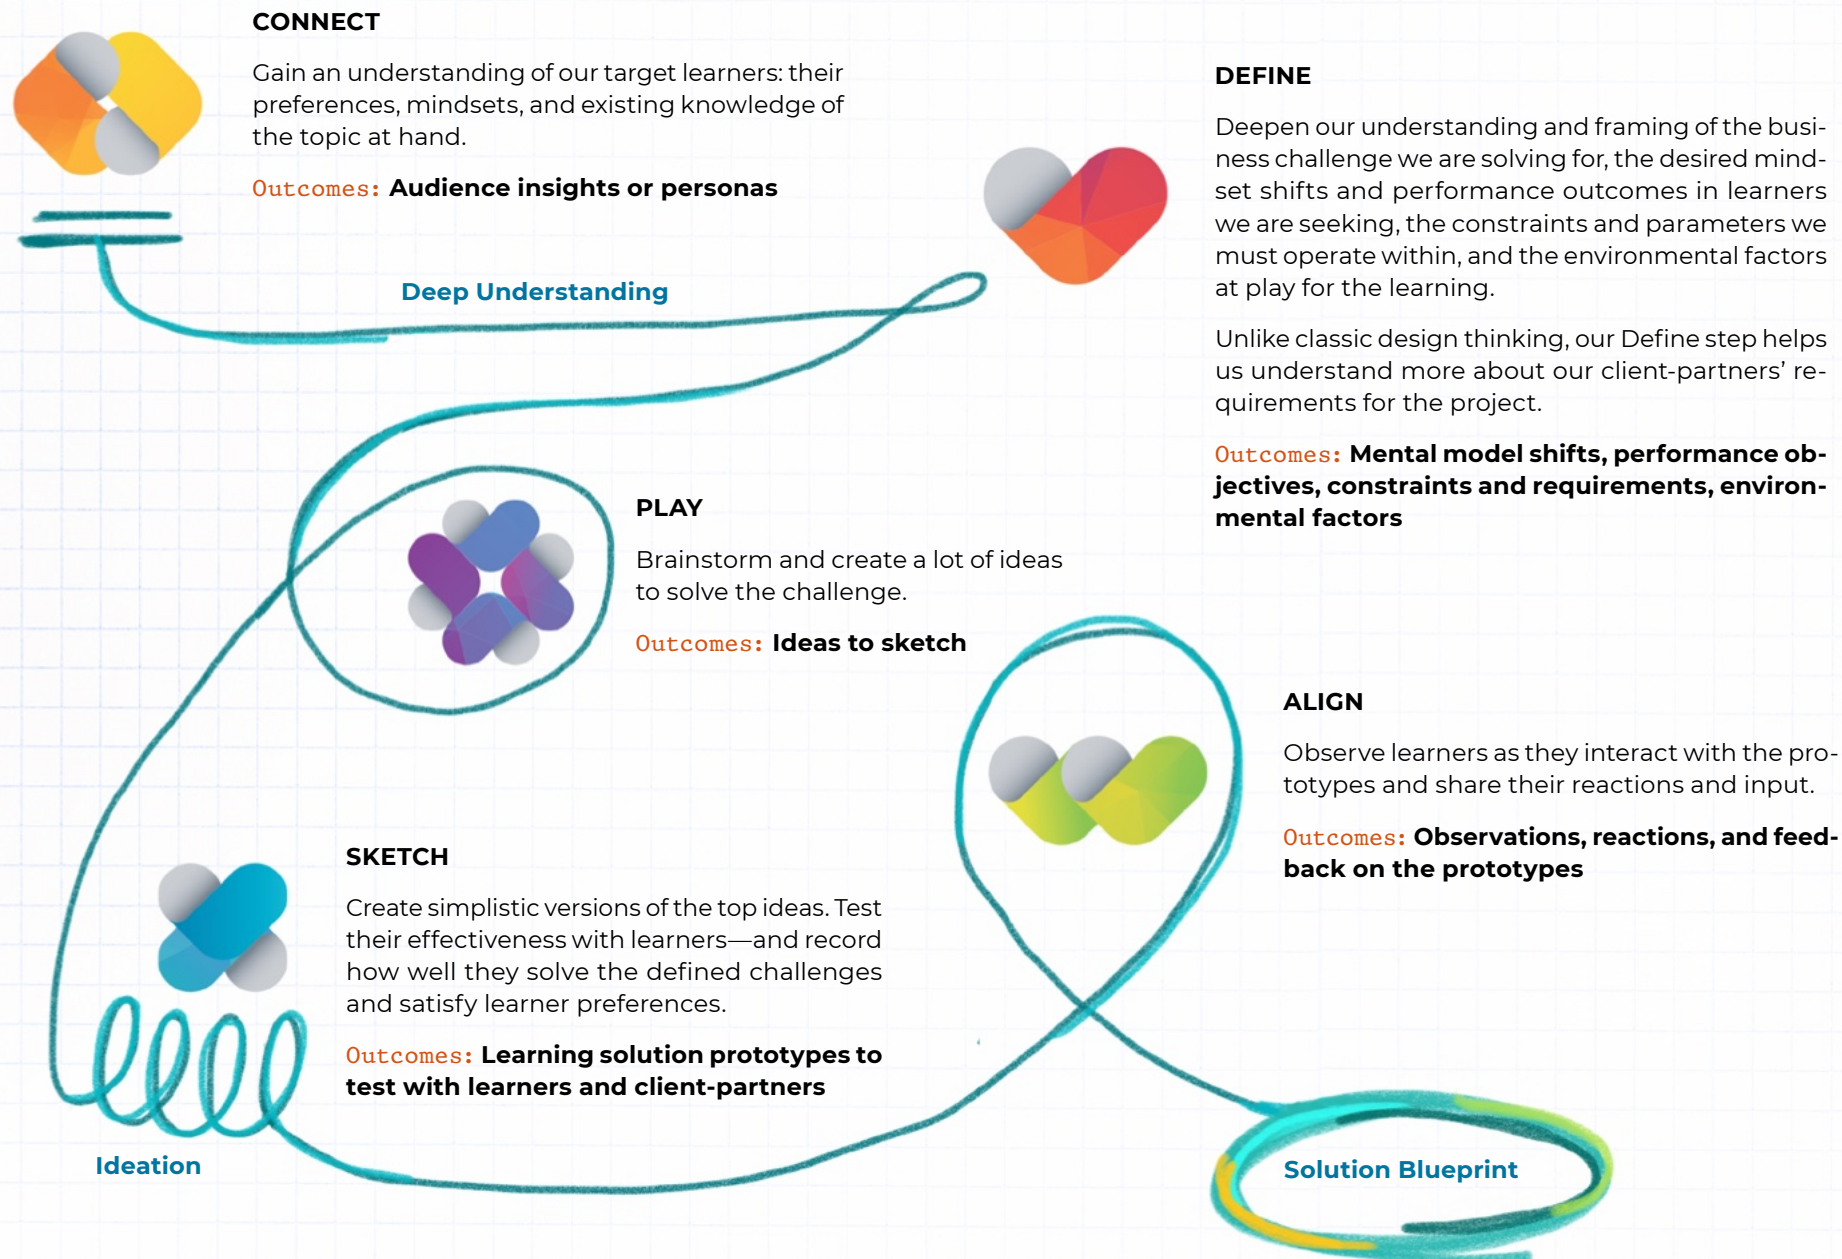 CONNECT
Gain an understanding of our target learners: their
preferences, mindsets, and existing knowledge of
the topic at hand.
Outcomes: Audience insights or personas
Deep Understanding
DEFINE
Deepen our understanding and framing of the busi-
ness challenge we are solving for, the desired mind-
set shifts and performance outcomes in learners
we are seeking, the constraints and parameters we
must operate within, and the environmental factors
at play for the learning.
Unlike classic design thinking, our Define step helps
us understand more about our client-partners’ re-
quirements for the project.
Outcomes: Mental model shifts, performance ob-
jectives, constraints and requirements, environ-
mental factors
PLAY
Brainstorm and create a lot of ideas
to solve the challenge.
Outcomes: Ideas to sketch
SKETCH
Create simplistic versions of the top ideas. Test
their effectiveness with learners—and record
how well they solve the defined challenges
and satisfy learner preferences.
Outcomes: Learning solution prototypes to
test with learners and client-partners
Ideation
ALIGN
Observe learners as they interact with the pro-
totypes and share their reactions and input.
Outcomes: Observations, reactions, and feed-
back on the prototypes
Solution Blueprint